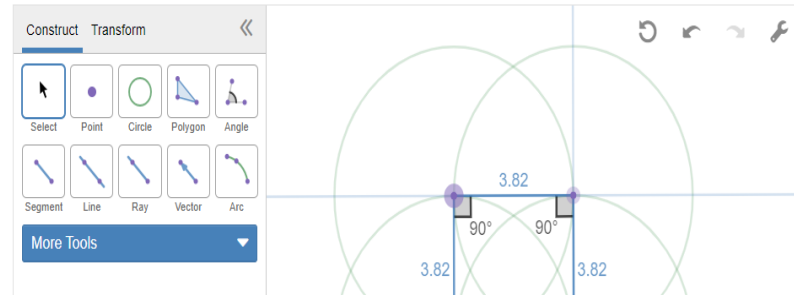 Construct Transform
Select Point Circle Polygon Angle
Segment Line Ray Vector Arc
More Tools
3.82
90° 90°
3.82 3.82